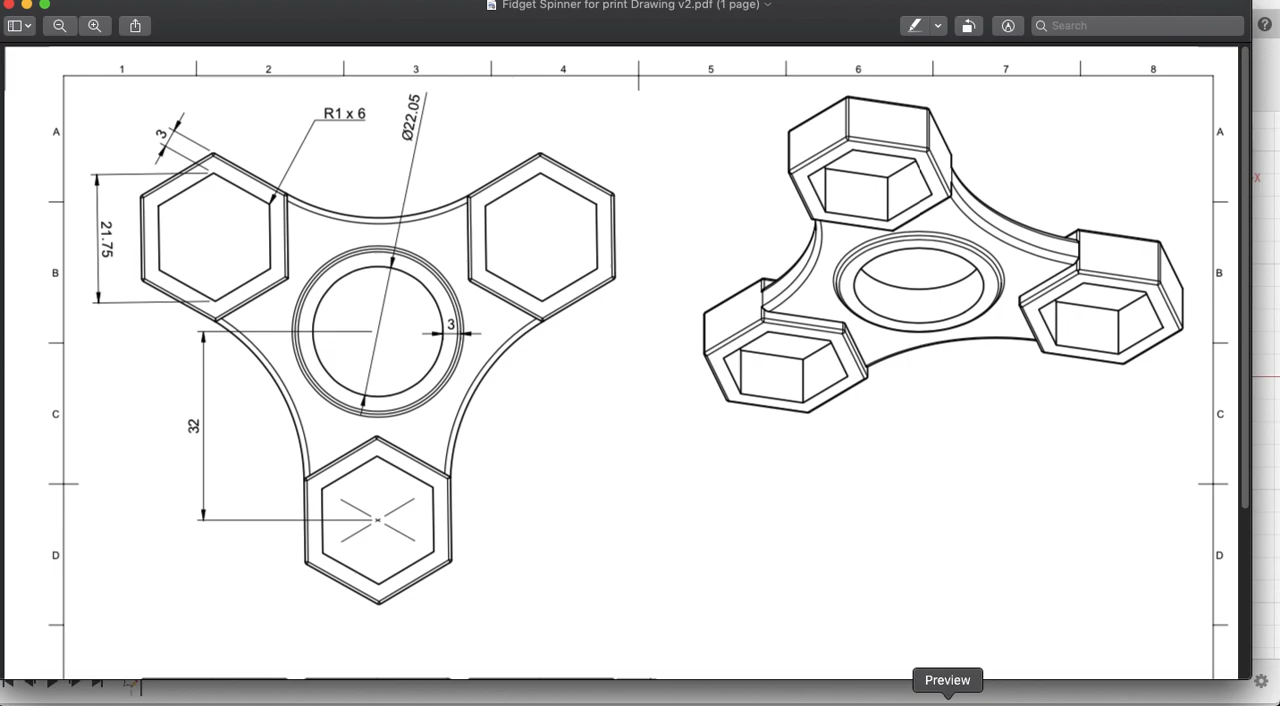 Fidget Spinner for print Drawing v2.pdf (1 page)
Search
1 2 3 4 5 6 7 8
A
B
C
D
3
R1 x 6
Ø22.05
21.75
3
32
A
B
C
D
X
Preview